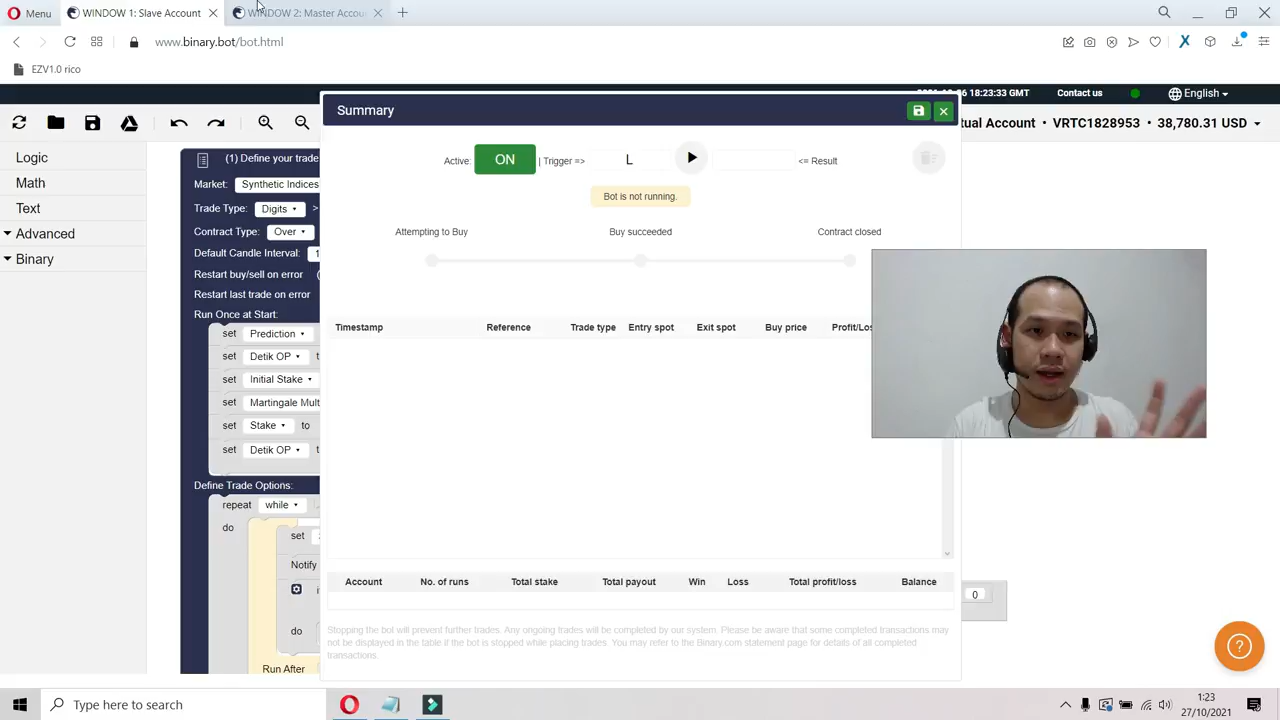 Menu
WINDOW 1: Slave Account
WINDOW 2: Master Accou
www.binary.bot/bot.html
EZV1.0 rico
18:23:33 GMT
Contact us
English
tual Account • VRTC1828953 • 38,780.31 USD
Logic
Math
Text
Advanced
Binary
(1) Define your trade
Market: Synthetic Indices
Trade Type: Digits >
Contract Type: Over
Default Candle Interval: 1
Restart buy/sell on error
Restart last trade on error
Run Once at Start:
set Prediction
set Detik OP t
set Initial Stake
set Martingale Mult
set Stake to
set Detik OP t
Define Trade Options:
repeat while
do
set
Notify
do
Run After
Summary
Active: ON | Trigger => L <= Result
Bot is not running.
Attempting to Buy Buy succeeded Contract closed
Timestamp Reference Trade type Entry spot Exit spot Buy price Profit/Los
Account No. of runs Total stake Total payout Win Loss Total profit/loss Balance
Stopping the bot will prevent further trades. Any ongoing trades will be completed by our system. Please be aware that some completed transactions may
not be displayed in the table if the bot is stopped while placing trades. You may refer to the Binary.com statement page for details of all completed
transactions.
0
Type here to search
1:23
27/10/2021